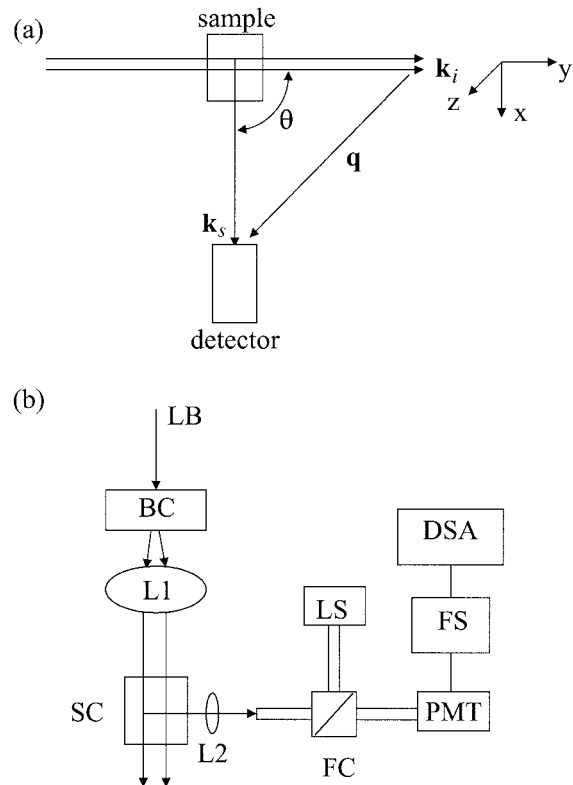 (a)
sample
k_i
y
z
x
θ
q
k_s
detector
(b)
LB
BC
DSA
L1
LS
FS
SC
L2
PMT
FC